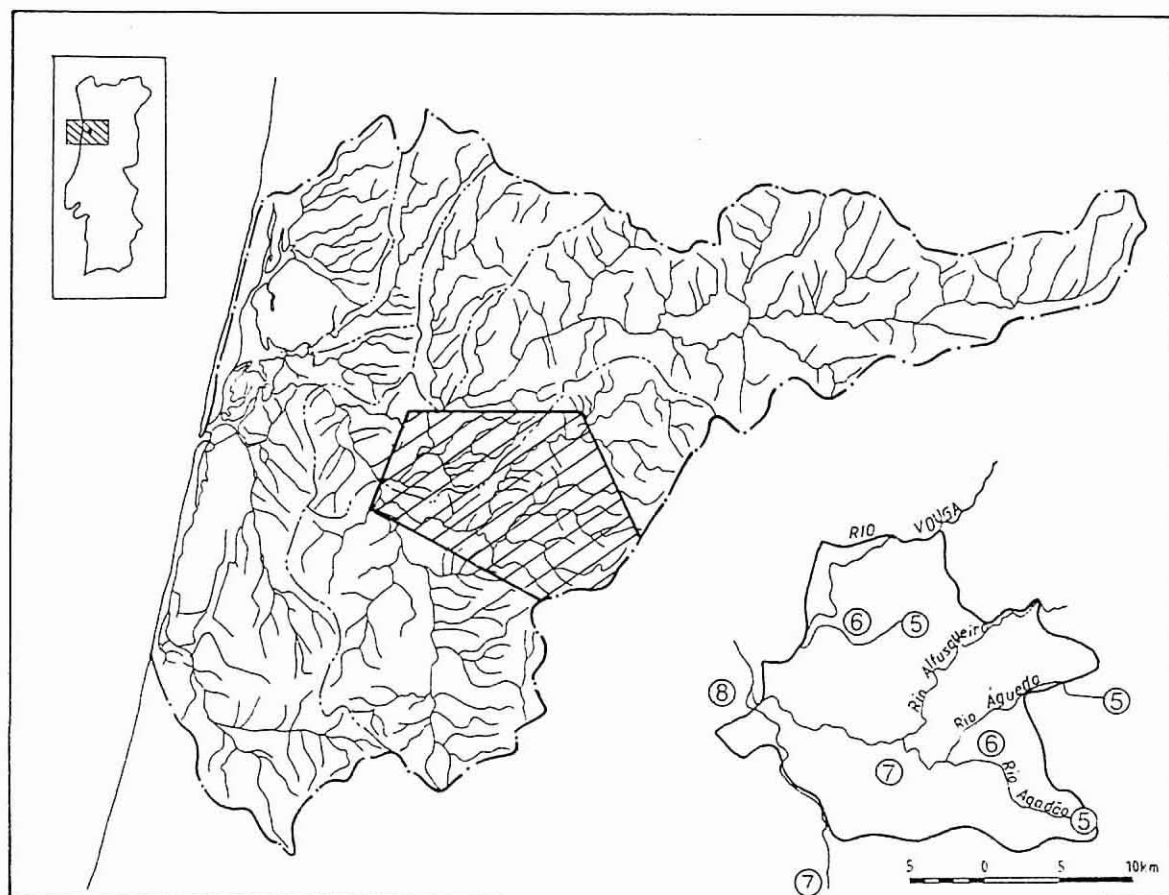 RIO VOUGA
⑥ ⑤
Rio Alfusqueiro
⑧
Rio Águeda
⑤
⑥
⑦
Rio Agadão
⑤
5 0 5 10km
⑦